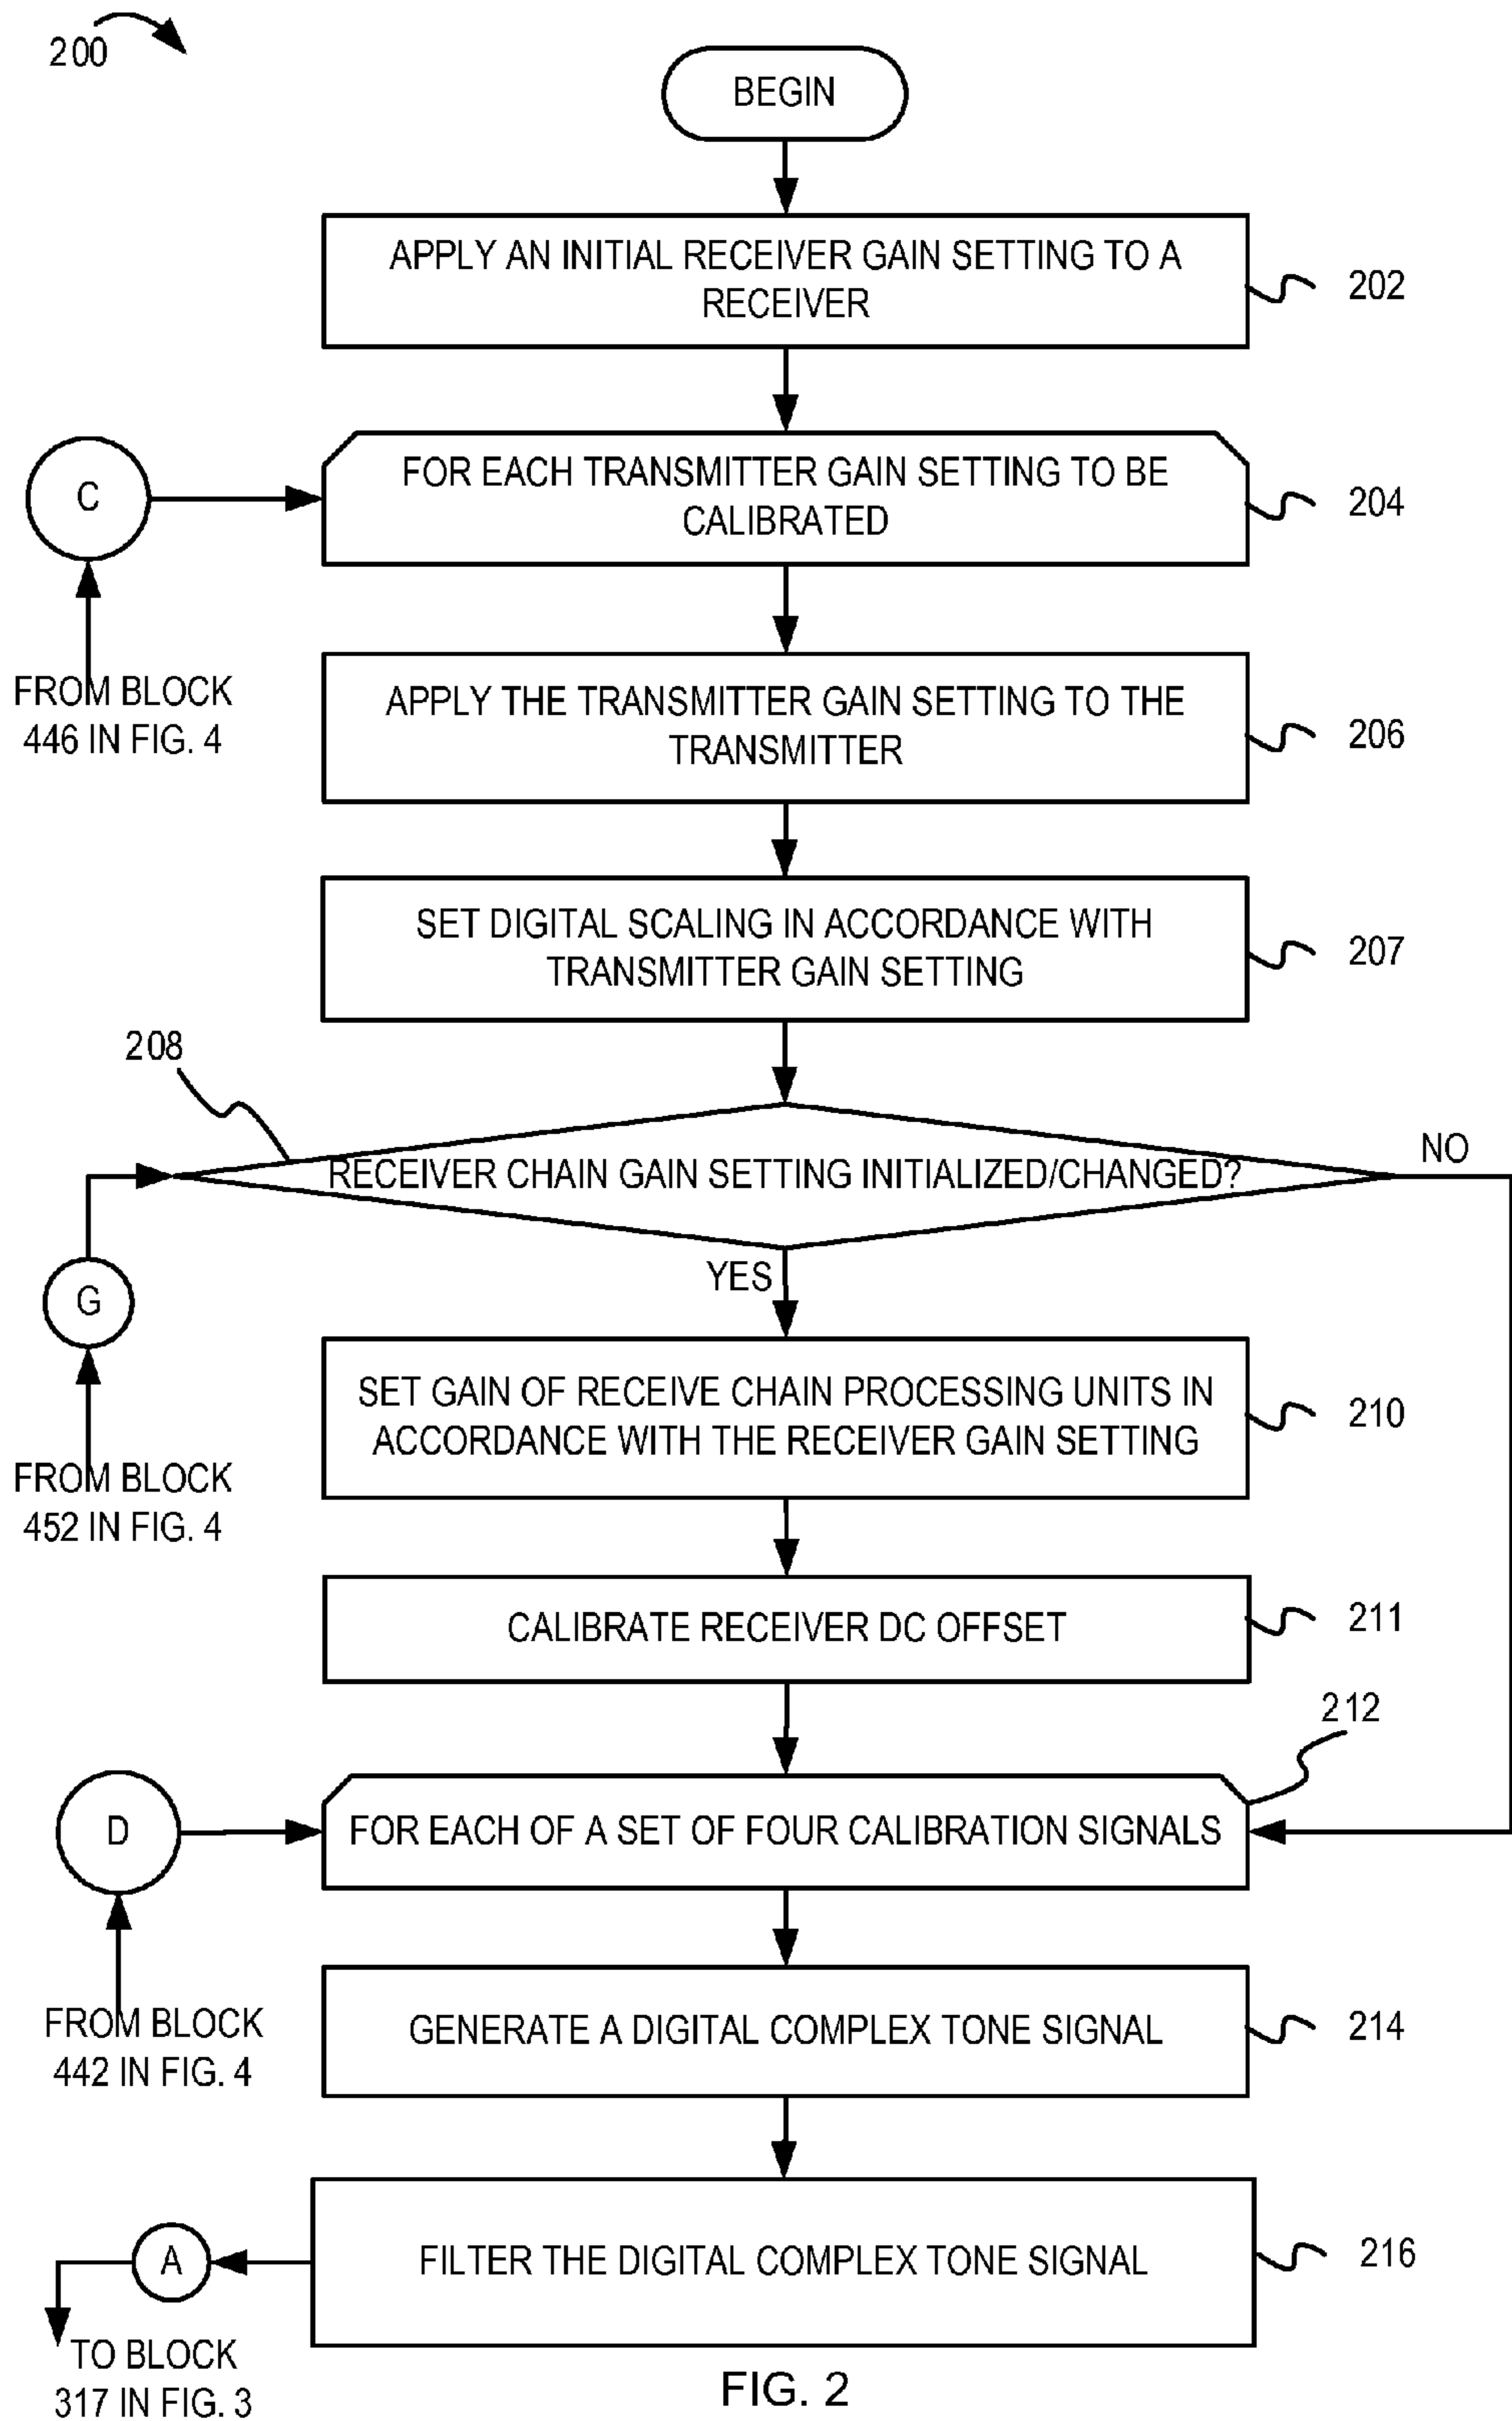 200
BEGIN
APPLY AN INITIAL RECEIVER GAIN SETTING TO A
RECEIVER
202
C
FOR EACH TRANSMITTER GAIN SETTING TO BE
CALIBRATED
204
FROM BLOCK
446 IN FIG. 4
APPLY THE TRANSMITTER GAIN SETTING TO THE
TRANSMITTER
206
SET DIGITAL SCALING IN ACCORDANCE WITH
TRANSMITTER GAIN SETTING
207
208
RECEIVER CHAIN GAIN SETTING INITIALIZED/CHANGED?
NO
YES
G
FROM BLOCK
452 IN FIG. 4
SET GAIN OF RECEIVE CHAIN PROCESSING UNITS IN
ACCORDANCE WITH THE RECEIVER GAIN SETTING
210
CALIBRATE RECEIVER DC OFFSET
211
212
D
FOR EACH OF A SET OF FOUR CALIBRATION SIGNALS
FROM BLOCK
442 IN FIG. 4
GENERATE A DIGITAL COMPLEX TONE SIGNAL
214
A
FILTER THE DIGITAL COMPLEX TONE SIGNAL
216
TO BLOCK
317 IN FIG. 3
FIG. 2